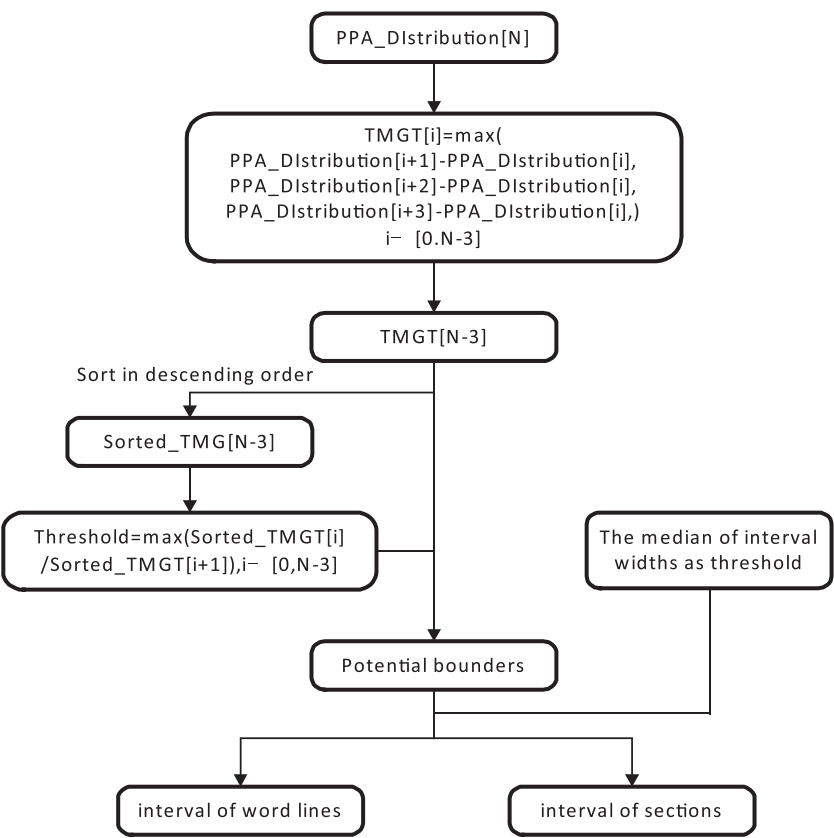 PPA_DIstribution[N]
TMGT[i]=max(
PPA_DIstribution[i+1]-PPA_DIstribution[i],
PPA_DIstribution[i+2]-PPA_DIstribution[i],
PPA_DIstribution[i+3]-PPA_DIstribution[i],)
i— [0.N-3]
TMGT[N-3]
Sort in descending order
Sorted_TMG[N-3]
Threshold=max(Sorted_TMGT[i]
/Sorted_TMGT[i+1]),i— [0,N-3]
The median of interval
widths as threshold
Potential bounders
interval of word lines
interval of sections